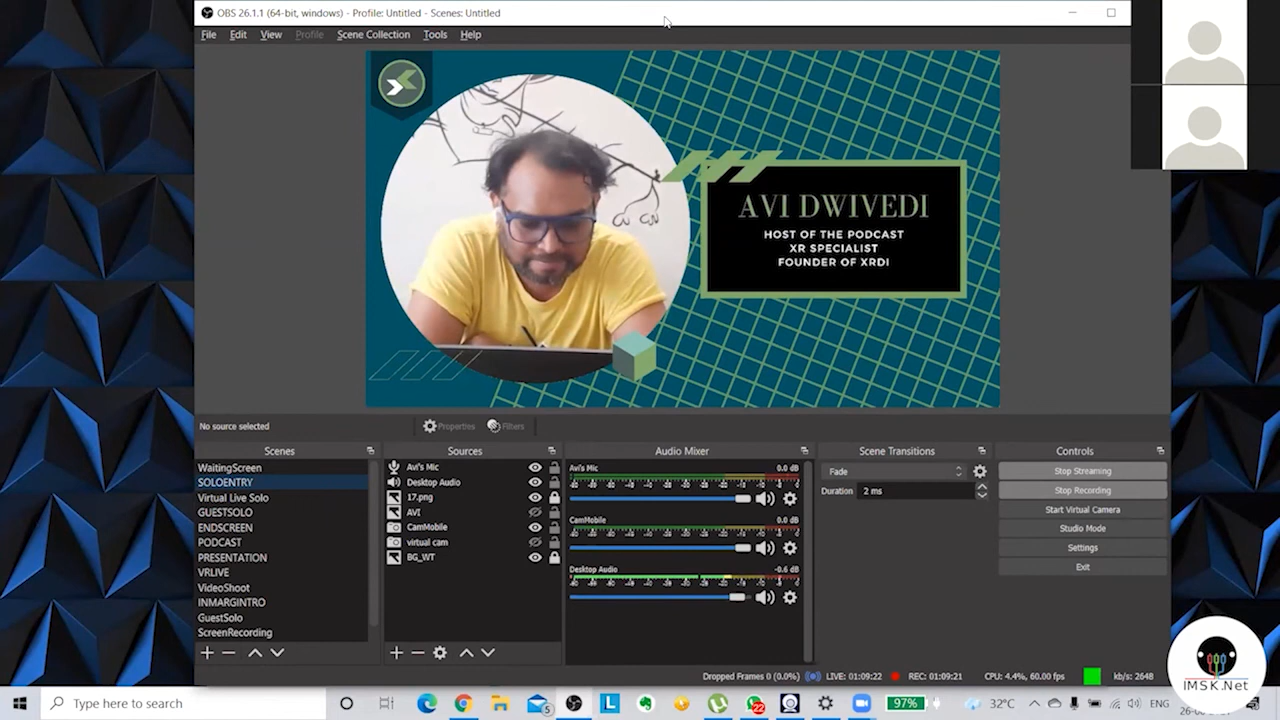 OBS 26.1.1 (64-bit, windows) - Profile: Untitled - Scenes: Untitled
File Edit View Profile Scene Collection Tools Help
AVI DWIVEDI
HOST OF THE PODCAST
XR SPECIALIST
FOUNDER OF XRDI
No source selected
Properties
Filters
Scenes
WaitingScreen
SOLOENTRY
Virtual Live Solo
GUESTSOLO
ENDSCREEN
PODCAST
PRESENTATION
VRLIVE
VideoShoot
INMARGINTRO
GuestSolo
ScreenRecording
Sources
Avi's Mic
Desktop Audio
17.png
AVI
CamMobile
virtual cam
BG_WT
Audio Mixer
Avi's Mic 0.0 dB
CamMobile 0.0 dB
Desktop Audio -0.6 dB
Scene Transitions
Fade
Duration 2 ms
Controls
Stop Streaming
Stop Recording
Start Virtual Camera
Studio Mode
Settings
Exit
Dropped Frames 0 (0.0%) LIVE: 01:09:22 REC: 01:09:21 CPU: 4.4%, 60.00 fps kb/s: 2648
IMSK.Net
Type here to search
5
22
97%
32°C
ENG